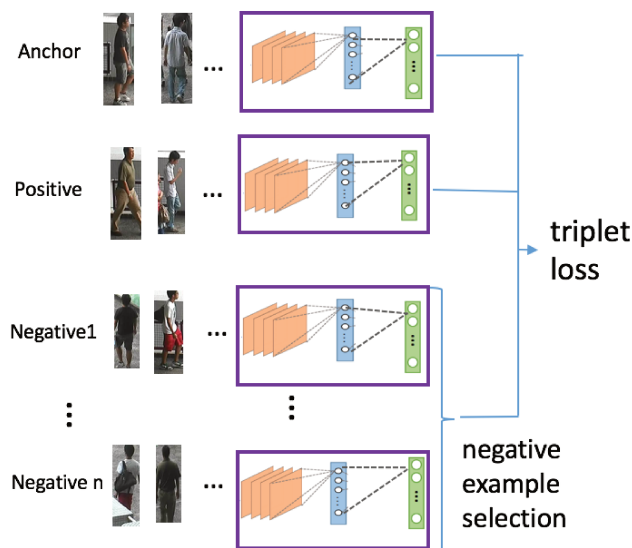 Anchor
...
Positive
...
triplet
loss
Negative1
...
Negative n
...
negative
example
selection